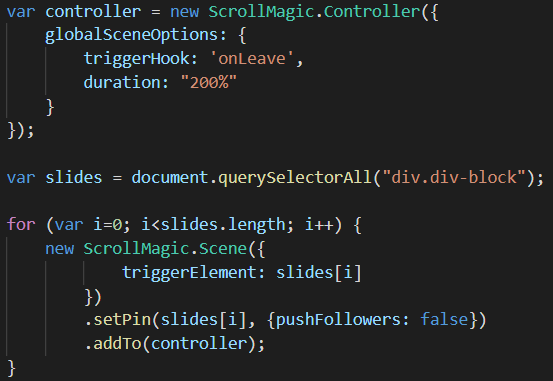 var controller = new ScrollMagic.Controller({
    globalSceneOptions: {
        triggerHook: 'onLeave',
        duration: "200%"
    }
});

var slides = document.querySelectorAll("div.div-block");

for (var i=0; i<slides.length; i++) {
    new ScrollMagic.Scene({
            triggerElement: slides[i]
        })
        .setPin(slides[i], {pushFollowers: false})
        .addTo(controller);
}